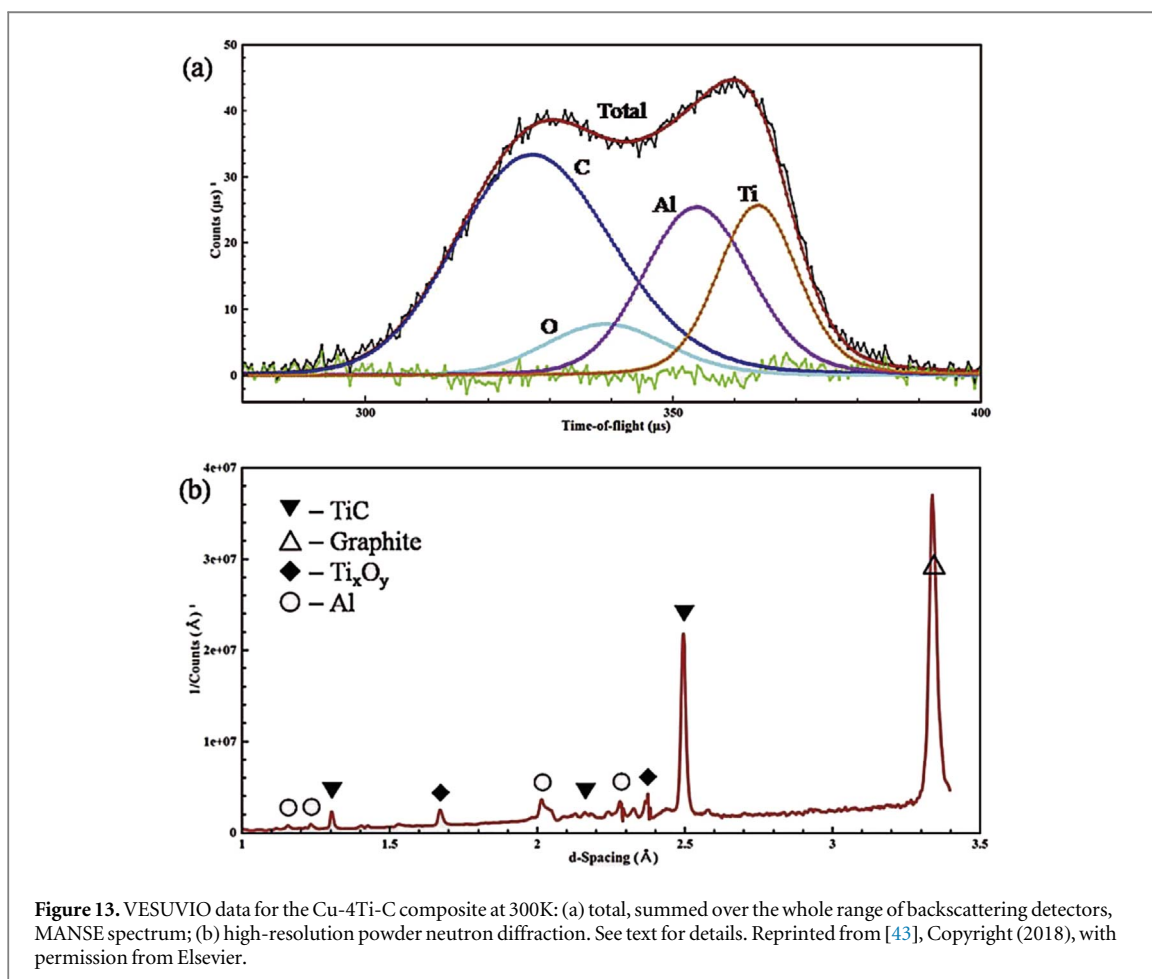 (a)
50
40
30
20
10
0
Counts (μs)⁻¹
Total
C
Al
Ti
O
300
350
400
Time-of-flight (μs)
(b)
4e+07
3e+07
2e+07
1e+07
0
1/Counts (Å)⁻¹
▼ – TiC
△ – Graphite
◆ – TiₓOᵧ
○ – Al
1
1.5
2
2.5
3
3.5
d-Spacing (Å)
Figure 13. VESUVIO data for the Cu-4Ti-C composite at 300K: (a) total, summed over the whole range of backscattering detectors,
MANSE spectrum; (b) high-resolution powder neutron diffraction. See text for details. Reprinted from [43], Copyright (2018), with
permission from Elsevier.